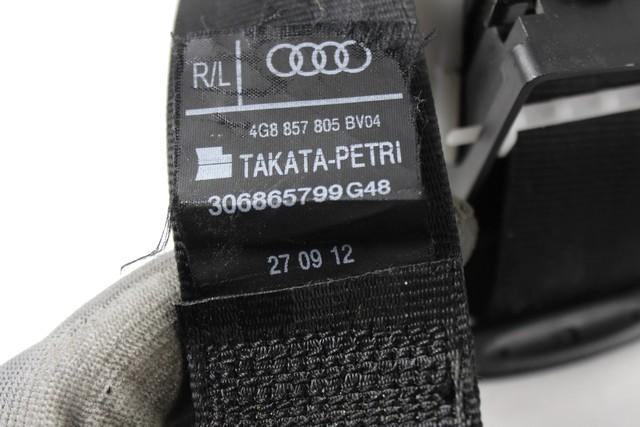 R/L
4G8 857 805 BV04
TAKATA-PETRI
306865799G48
27 09 12